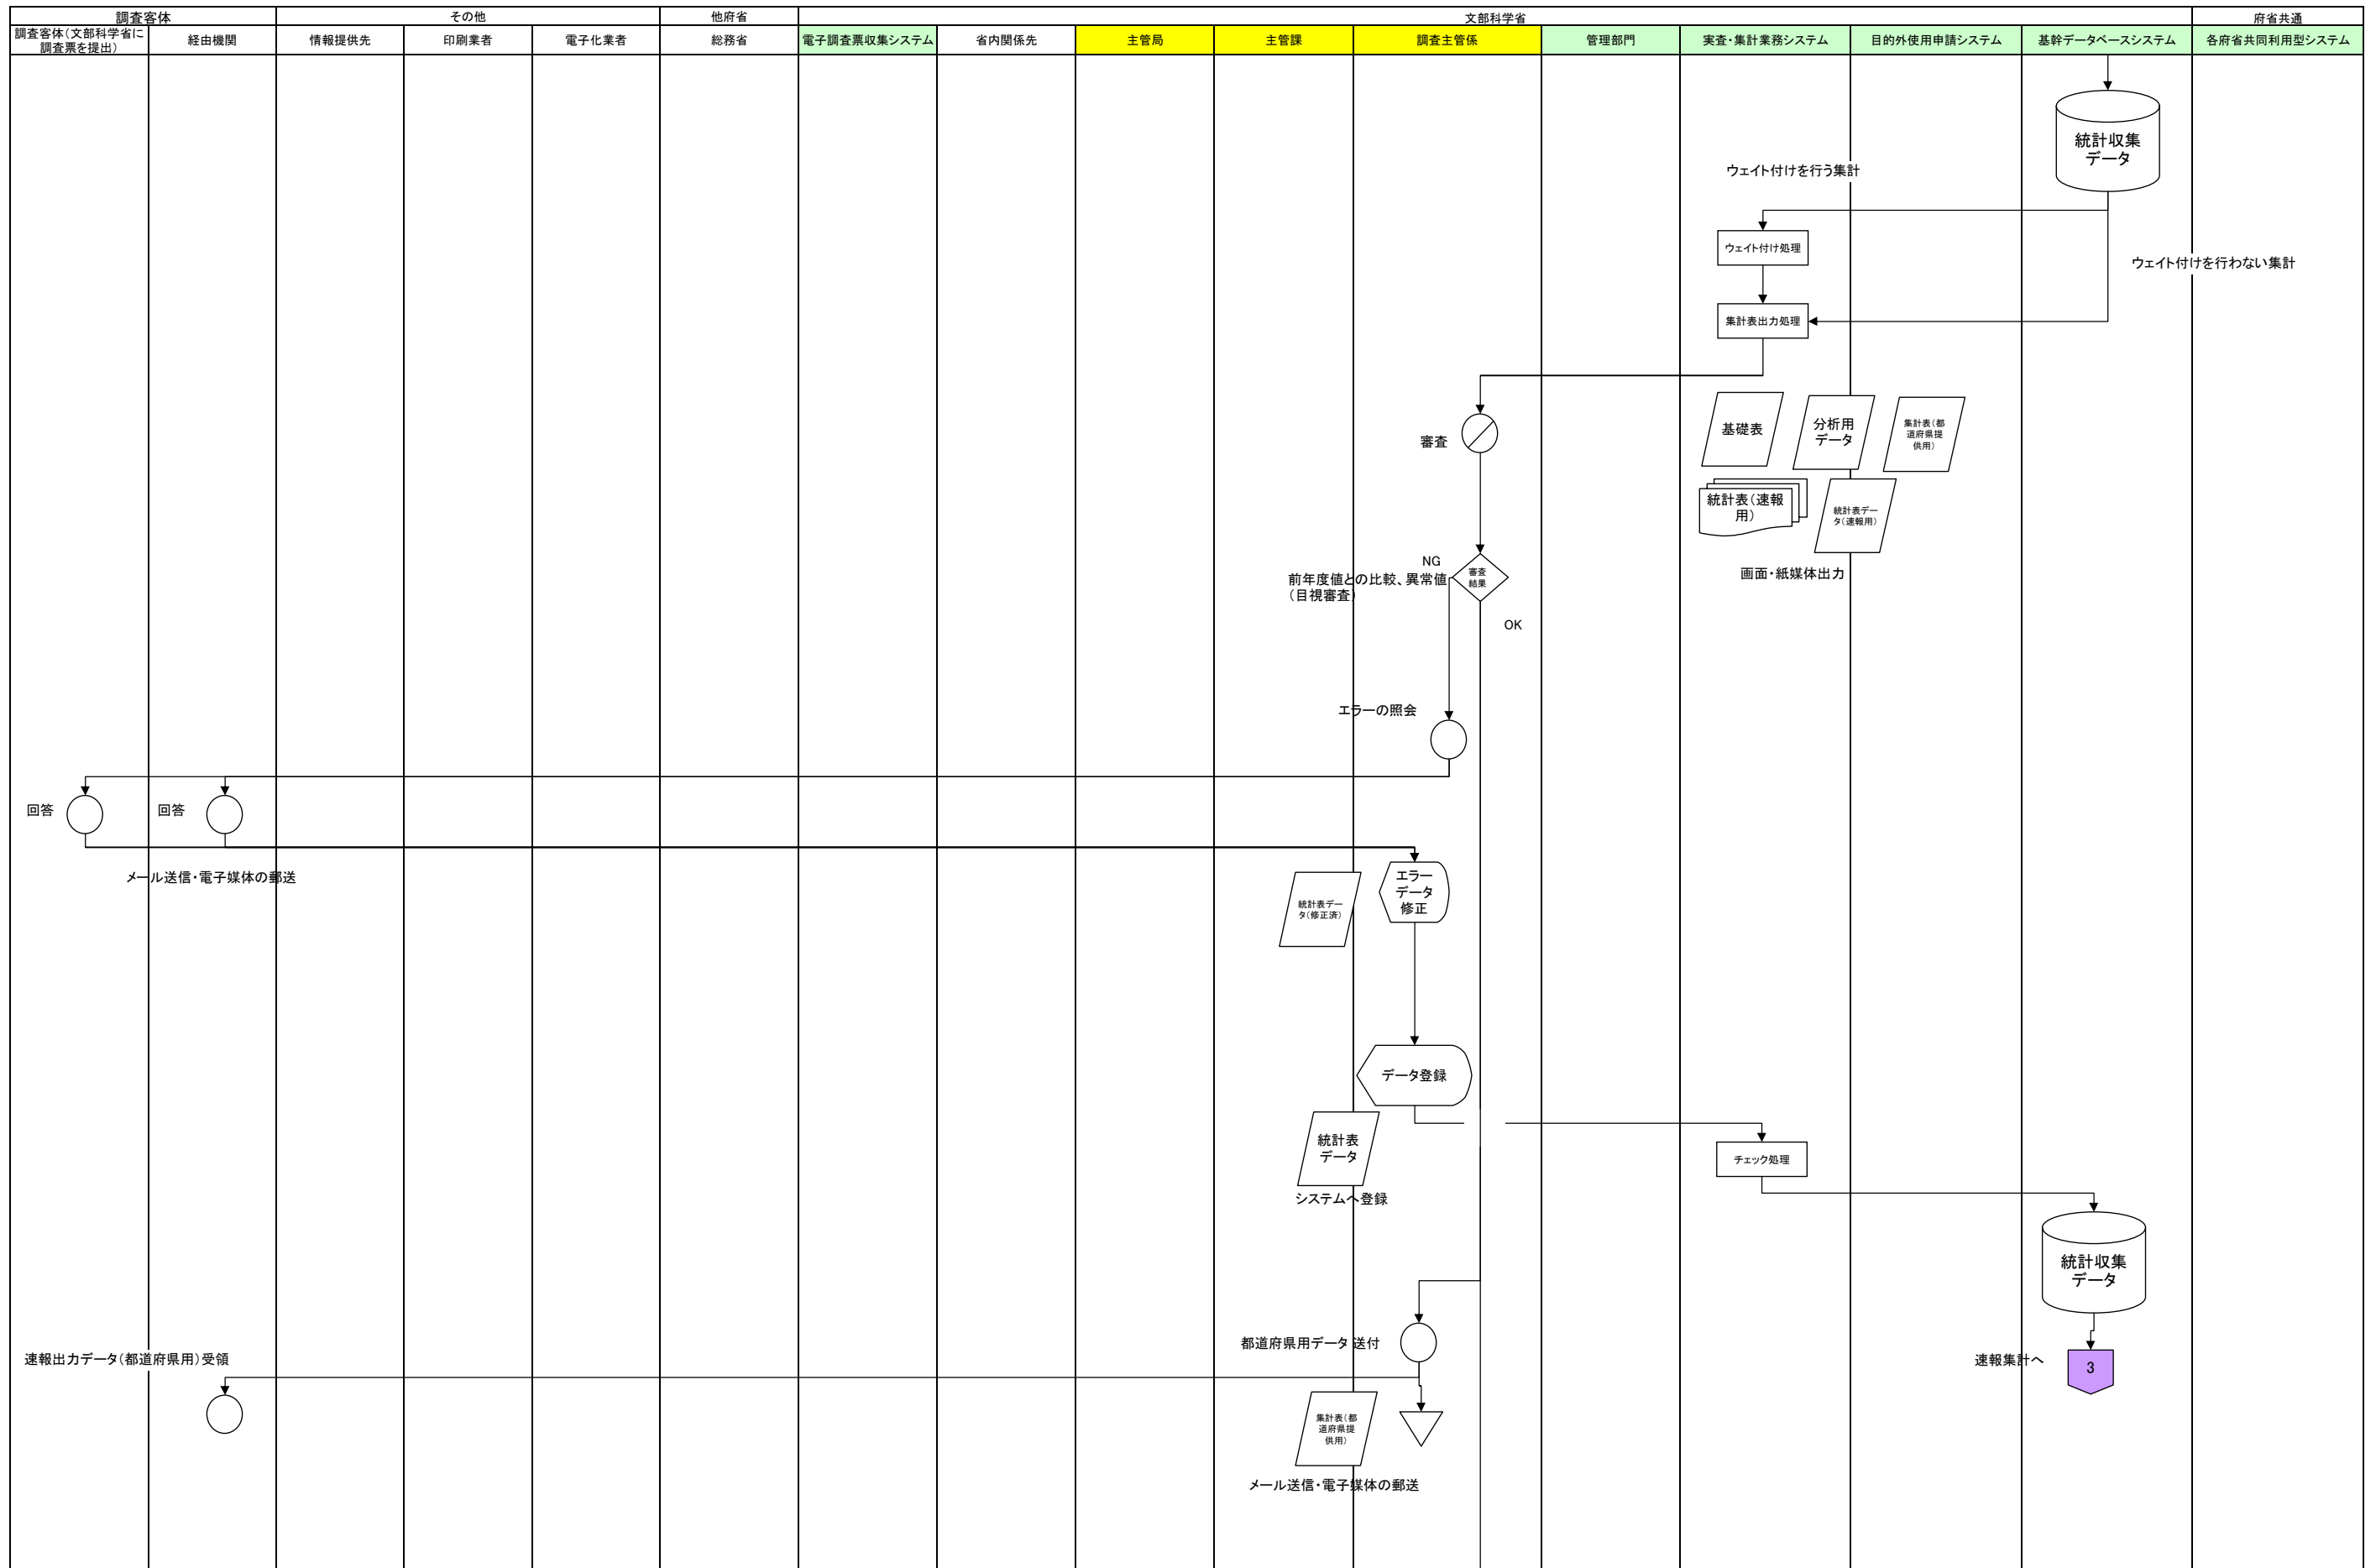 調査客体
その他
他府省
文部科学省
府省共通
調査客体（文部科学省に
調査票を提出）
経由機関
情報提供先
印刷業者
電子化業者
総務省
電子調査票収集システム
省内関係先
主管局
主管課
調査主管係
管理部門
実査・集計業務システム
目的外使用申請システム
基幹データベースシステム
各府省共同利用型システム
統計収集
データ
ウェイト付けを行う集計
ウェイト付け処理
ウェイト付けを行わない集計
集計表出力処理
審査
基礎表
分析用
データ
集計表（都
道府県提
供用）
統計表（速報
用）
統計表デー
タ（速報用）
画面・紙媒体出力
NG
前年度値との比較、異常値
（目視審査）
審査
結果
OK
エラーの照会
回答
回答
メール送信・電子媒体の郵送
統計表デー
タ（修正済）
エラー
データ
修正
データ登録
統計表
データ
システムへ登録
チェック処理
統計収集
データ
都道府県用データ 送付
速報出力データ（都道府県用）受領
速報集計へ
3
集計表（都
道府県提
供用）
メール送信・電子媒体の郵送